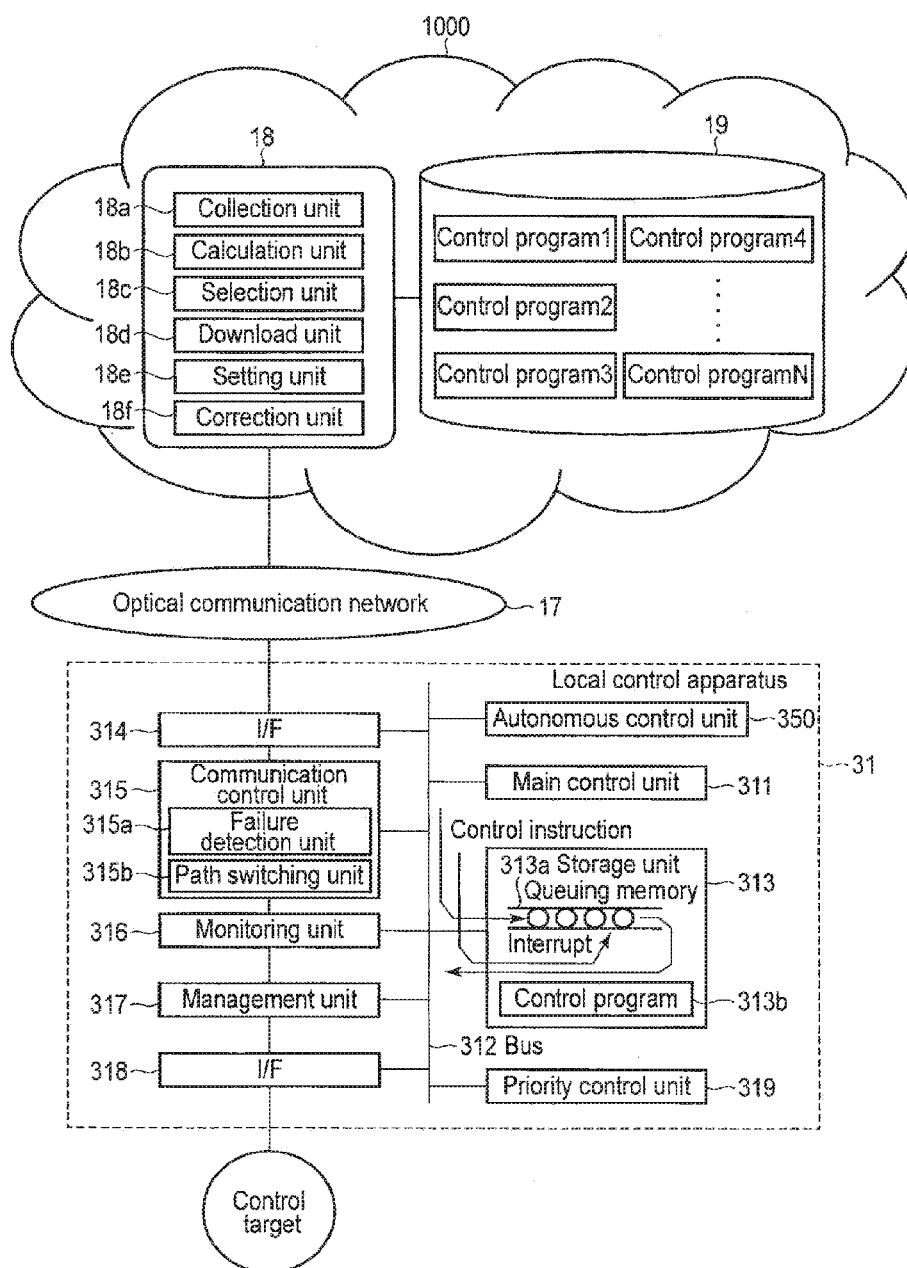 1000
18
19
18a
Collection unit
18b
Calculation unit
18c
Selection unit
18d
Download unit
18e
Setting unit
18f
Correction unit
Control program1
Control program4
Control program2
Control program3
Control programN
Optical communication network
17
Local control apparatus
314
I/F
Autonomous control unit
350
31
315
Communication
control unit
Main control unit
311
315a
Failure
detection unit
Control instruction
315b
Path switching unit
313a Storage unit
313
Queuing memory
316
Monitoring unit
Interrupt
317
Management unit
Control program
313b
312 Bus
318
I/F
Priority control unit
319
Control
target